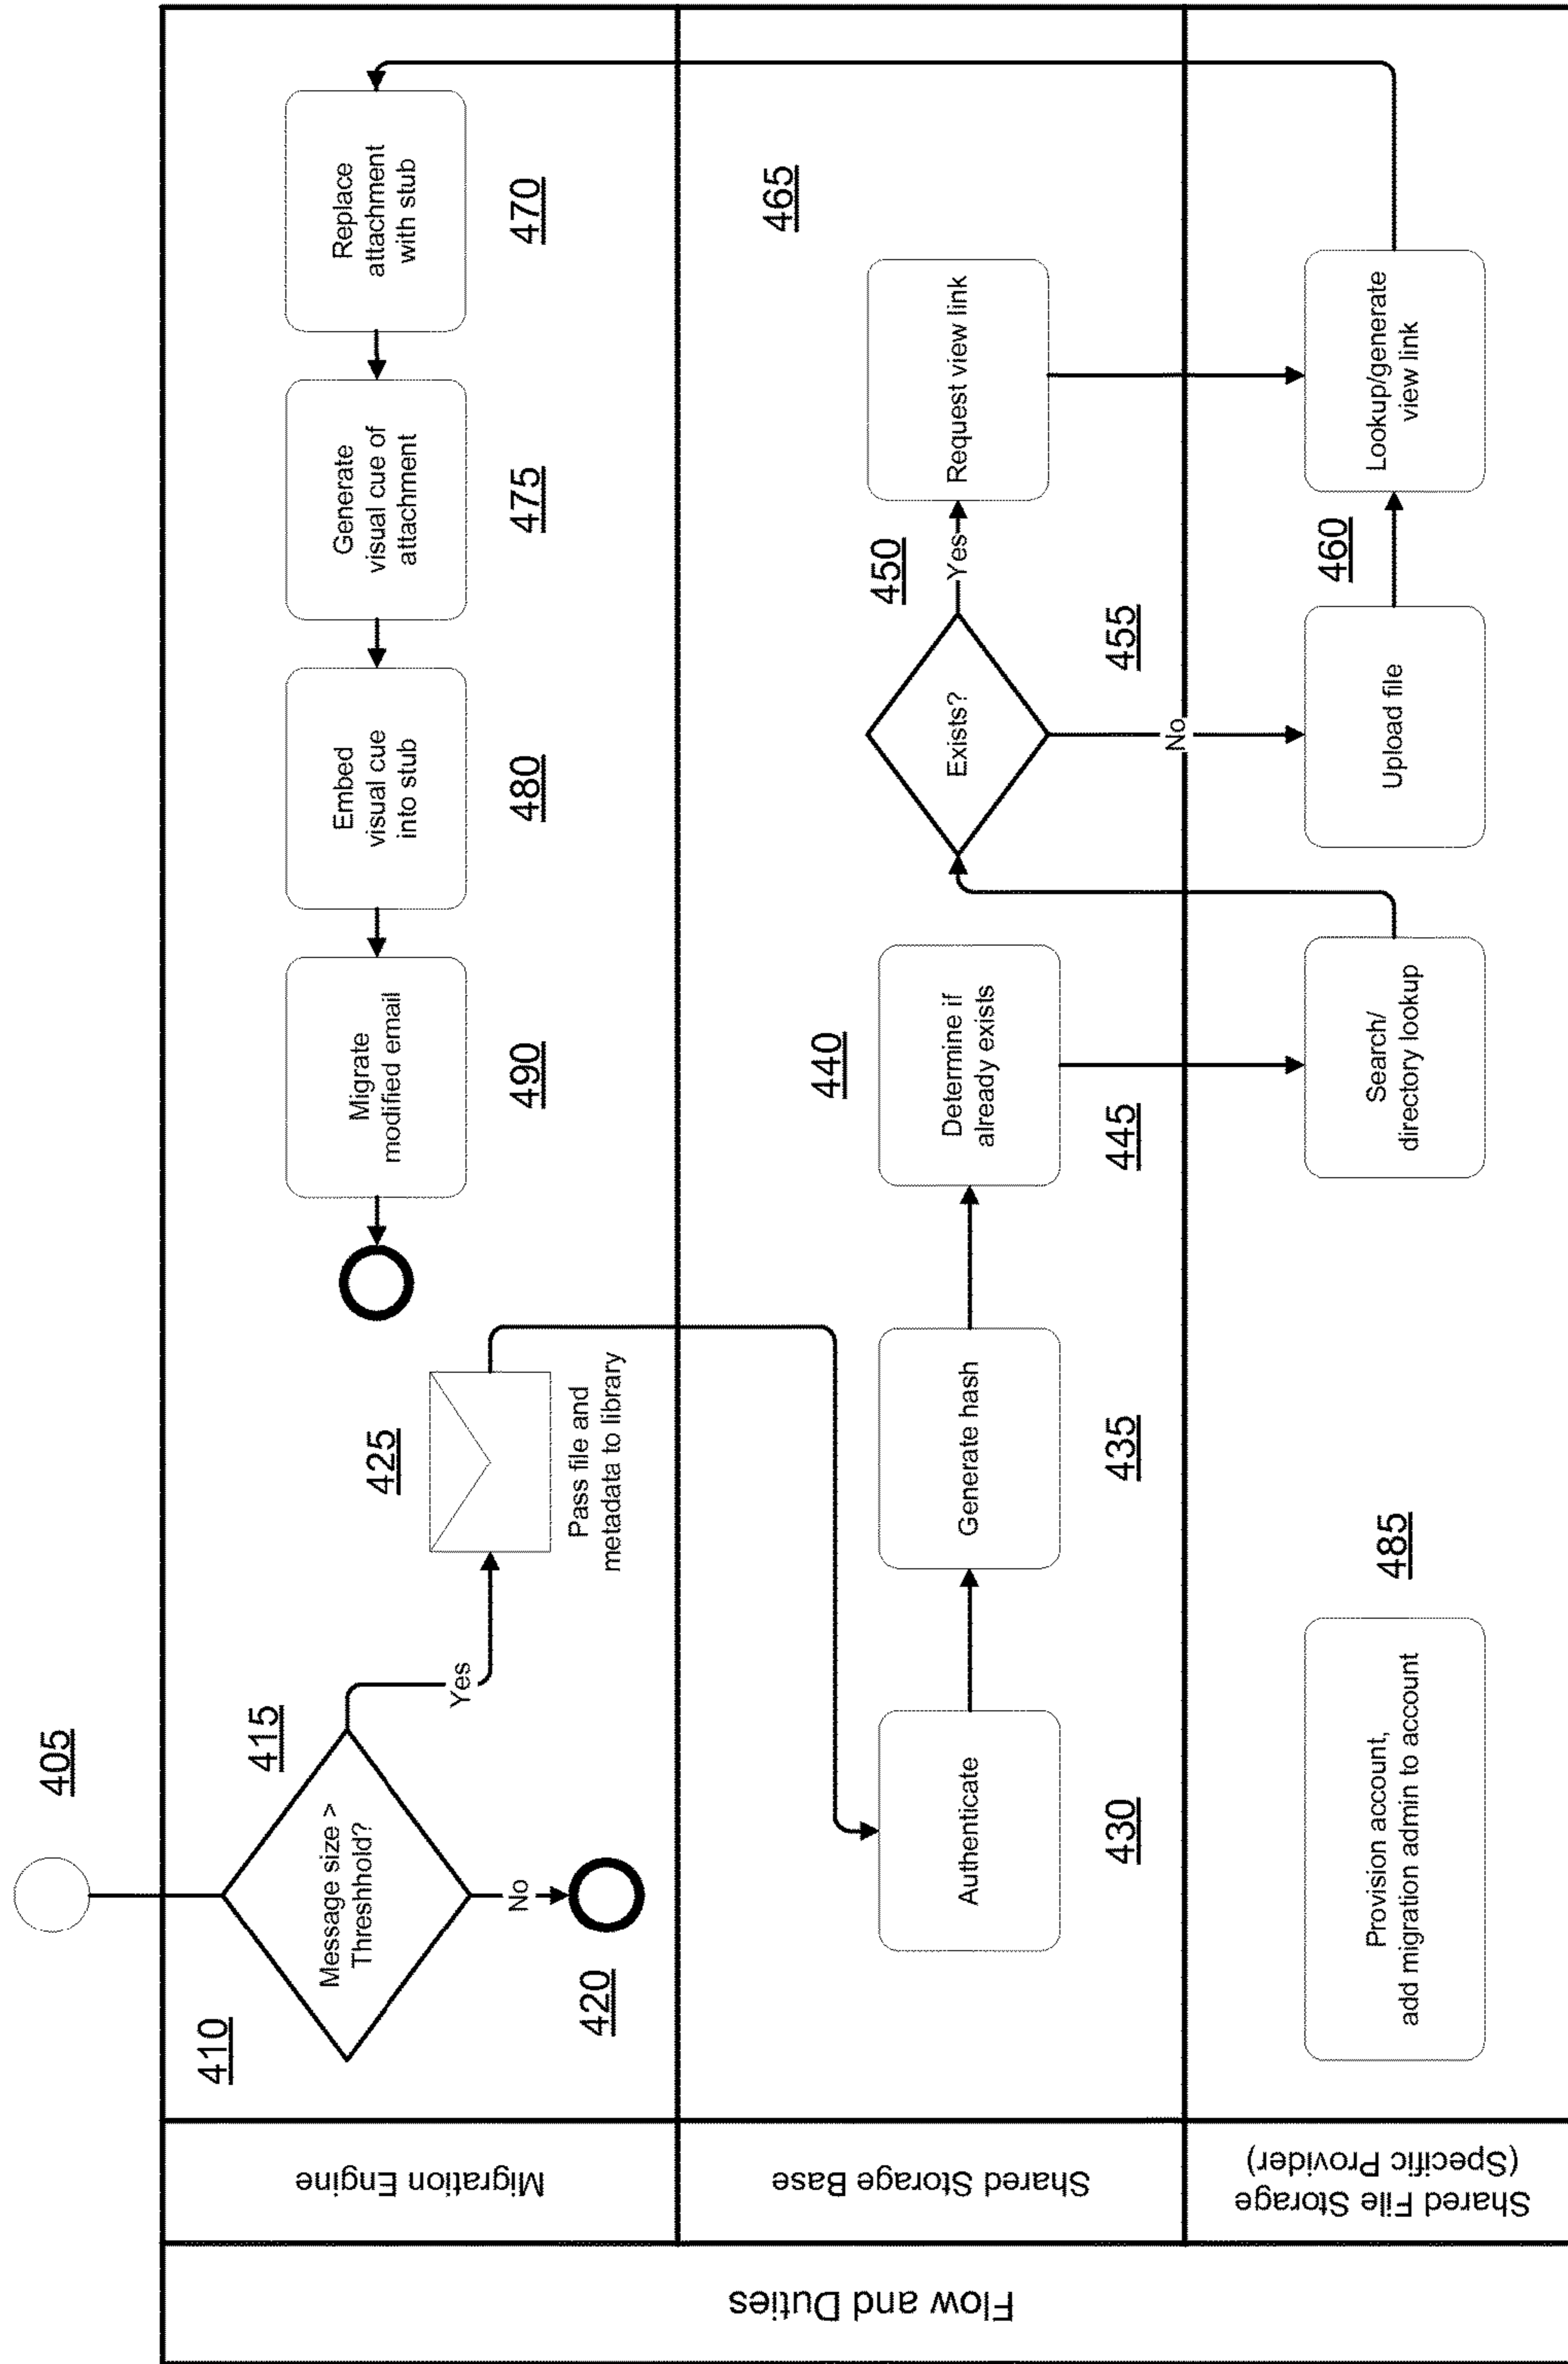 Flow and Duties
Migration Engine
405
410
Message size >
Threshhold?
415
No
420
Yes
425
Pass file and
metadata to library
Migrate
modified email
490
Embed
visual cue
into stub
480
Generate
visual cue of
attachment
475
Replace
attachment
with stub
470
Shared Storage Base
Authenticate
430
Generate hash
435
440
Determine if
already exists
445
Exists?
450
Yes
455
No
Request view link
465
Shared File Storage
(Specific Provider)
Provision account,
add migration admin to account
485
Search/
directory lookup
Upload file
460
Lookup/generate
view link